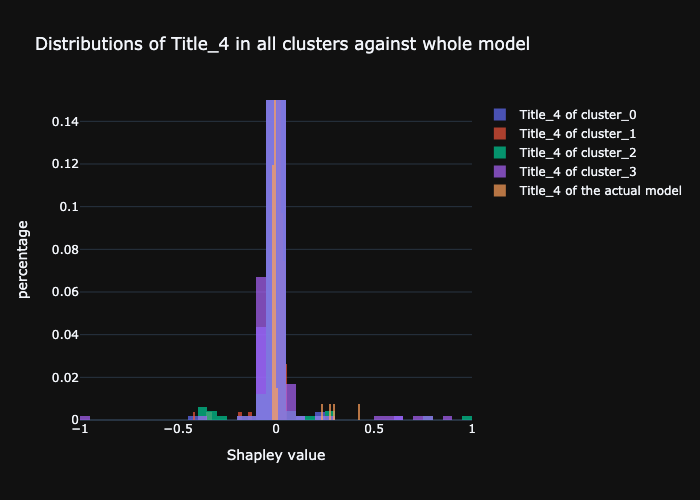 Distributions of Title_4 in all clusters against whole model
Title_4 of cluster_0
Title_4 of cluster_1
Title_4 of cluster_2
Title_4 of cluster_3
Title_4 of the actual model
percentage
0.14
0.12
0.1
0.08
0.06
0.04
0.02
0
−1
−0.5
0
0.5
1
Shapley value